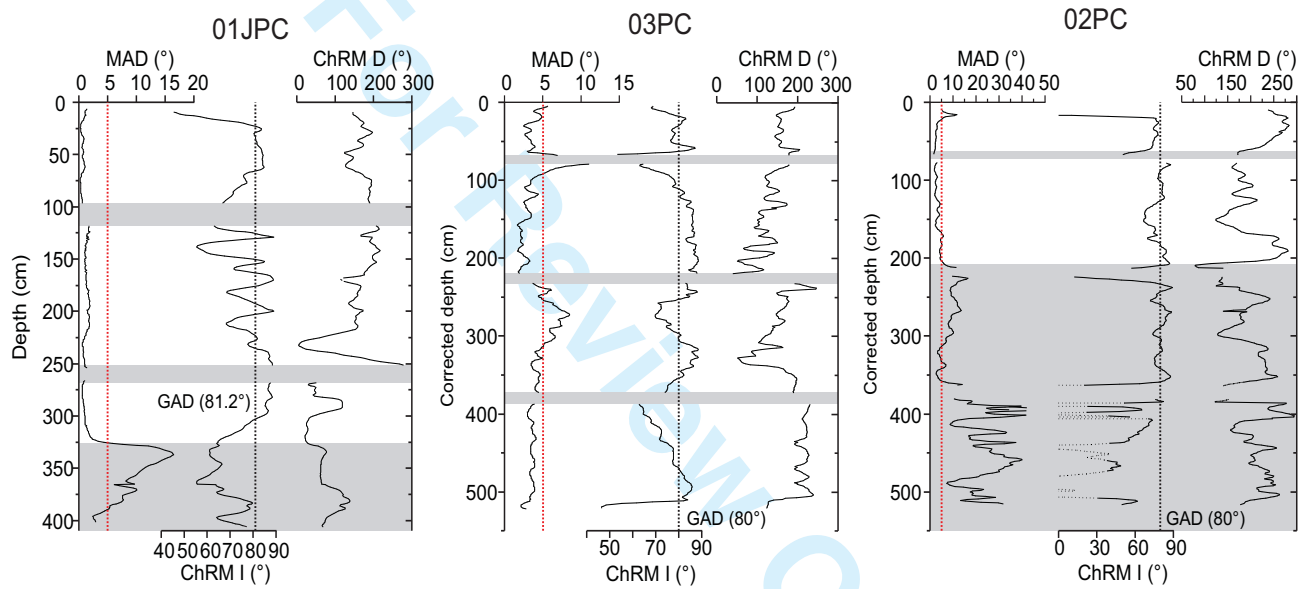 01JPC
03PC
02PC
MAD (°)
ChRM D (°)
MAD (°)
ChRM D (°)
MAD (°)
ChRM D (°)
0 5 10 15 20
0 100 200 300
0 5 10 15
0 100 200 300
0 10 20 30 40 50
50 150 250
0
50
100
150
200
250
300
350
400
Depth (cm)
GAD (81.2°)
40 50 60 70 80 90
ChRM I (°)
0
100
200
300
400
500
Corrected depth (cm)
GAD (80°)
50 70 90
ChRM I (°)
0
100
200
300
400
500
Corrected depth (cm)
GAD (80°)
0 30 60 90
ChRM I (°)
For Review O